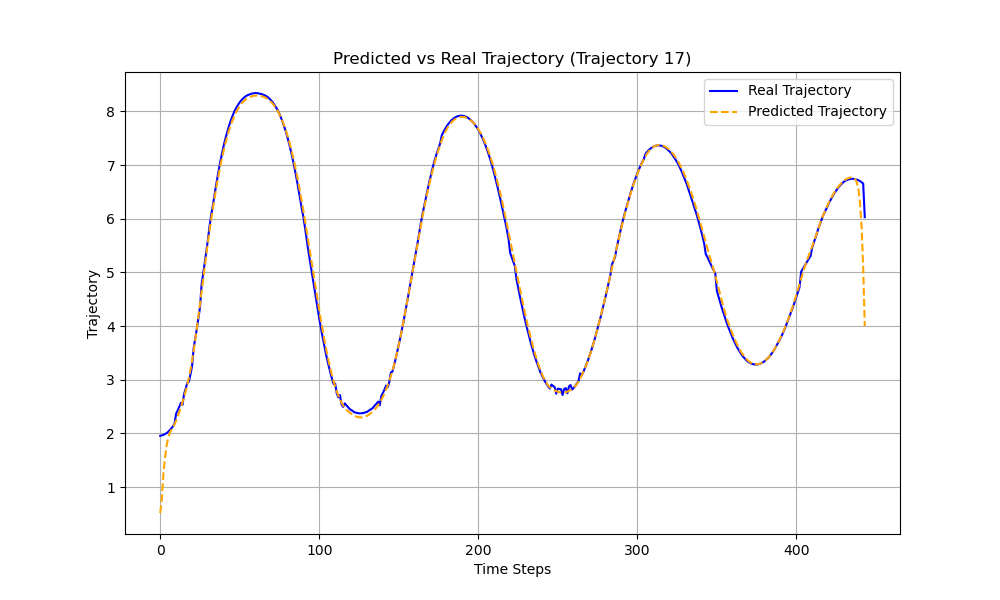 Predicted vs Real Trajectory (Trajectory 17)
Real Trajectory
Predicted Trajectory
8
7
6
5
4
3
2
1
Trajectory
0 100 200 300 400
Time Steps